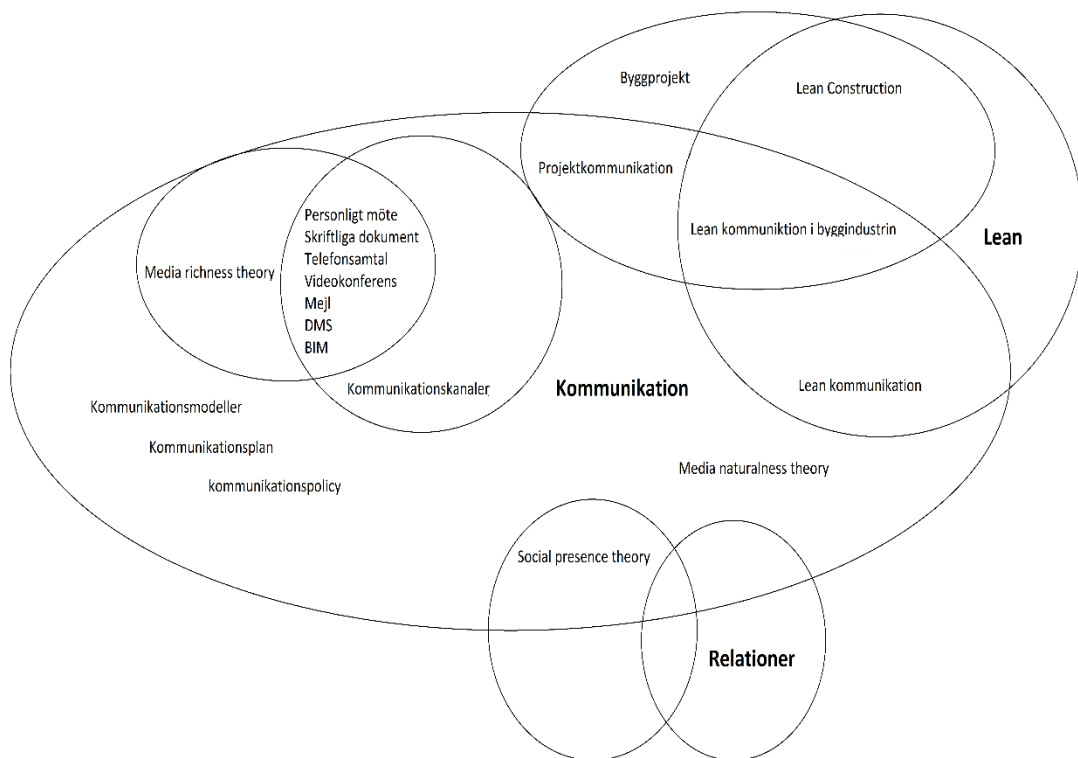 Byggprojekt
Lean Construction
Projektkommunikation
Lean kommuniktion i byggindustrin
Lean
Personligt möte
Skriftliga dokument
Telefonsamtal
Videokonferens
Mejl
DMS
BIM
Media richness theory
Kommunikationskanaler
Kommunikation
Lean kommunikation
Kommunikationsmodeller
Kommunikationsplan
kommunikationspolicy
Media naturalness theory
Social presence theory
Relationer